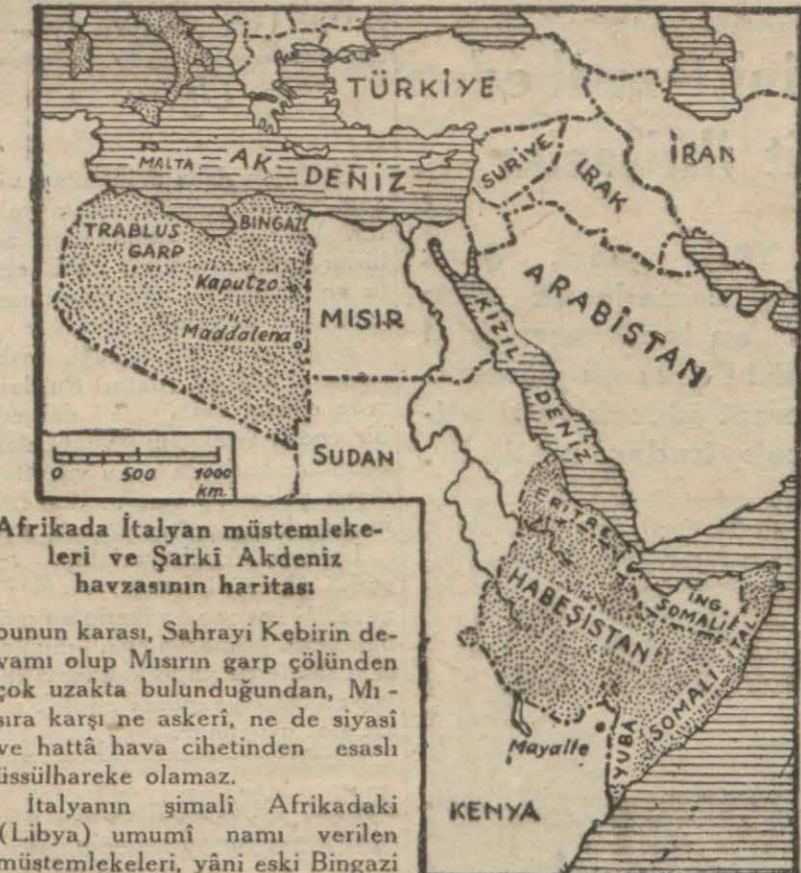 TÜRKİYE
İRAN
SURİYE
IRAK
MALTA
AK
DENİZ
TRABLUS
GARP
BINGAZİ
Kaputzo
Maddalena
MISIR
ARABİSTAN
KIZIL
DENİZ
SUDAN
0 500 1000
km.
ERİTRE
HABEŞİSTAN
İNG.
SOMALİ
İTAL.
SOMALİ
YUBA
Mayalle
KENYA
Afrikada İtalyan müstemleke-
leri ve Şarkî Akdeniz
havzasının haritası
bunun karası, Sahrayi Kebirin de-
vamı olup Mısırın garp çölünden
çok uzakta bulunduğundan, Mı -
sıra karşı ne askerî, ne de siyasî
ve hattâ hava cihetinden esaslı
üssülhareke olamaz.
İtalyanın şimalî Afrikadaki
(Libya) umumî namı verilen
müstemlekeleri, yâni eski Bingazi